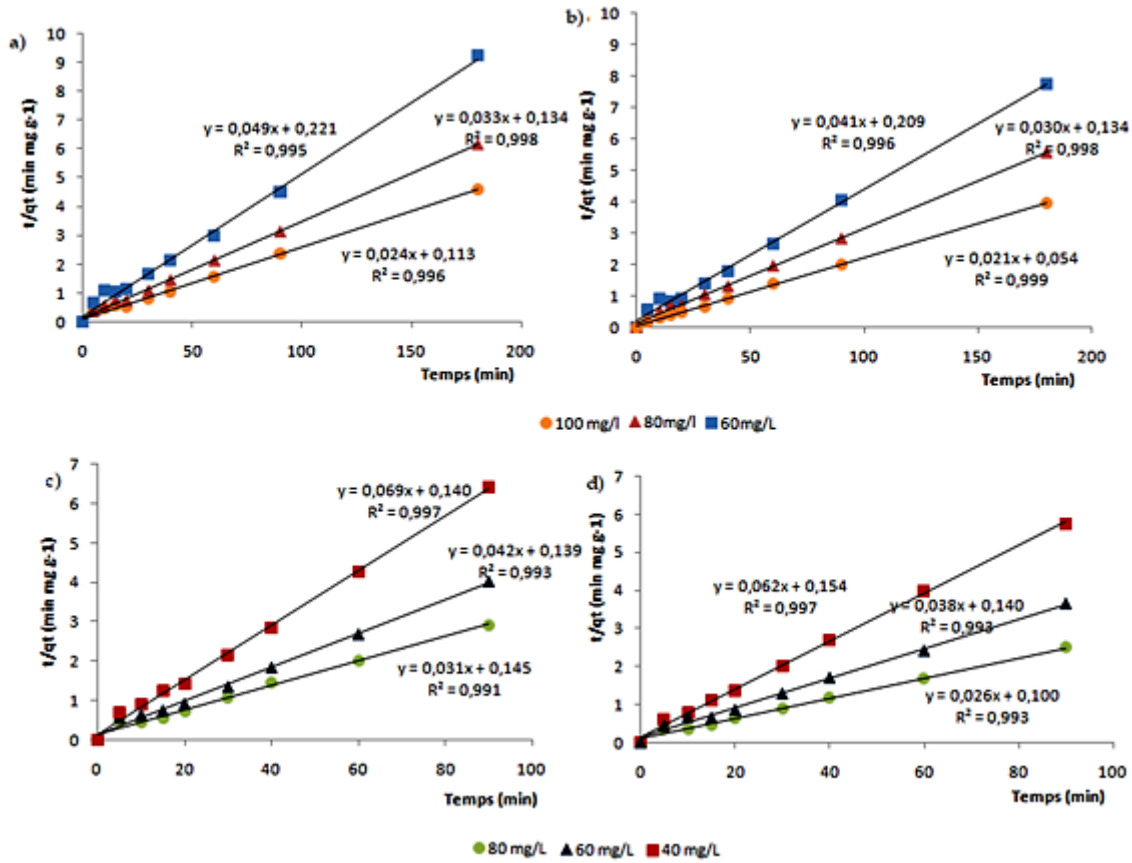 a)
t/qt (min mg g-1)
10
9
8
7
6
5
4
3
2
1
0
y = 0,049x + 0,221
R² = 0,995
y = 0,033x + 0,134
R² = 0,998
y = 0,024x + 0,113
R² = 0,996
0 50 100 150 200
Temps (min)
b)
t/qt (min mg g-1)
9
8
7
6
5
4
3
2
1
0
y = 0,041x + 0,209
R² = 0,996
y = 0,030x + 0,134
R² = 0,998
y = 0,021x + 0,054
R² = 0,999
0 50 100 150 200
Temps (min)
100 mg/l 80mg/l 60mg/L
c)
t/qt (min mg g-1)
7
6
5
4
3
2
1
0
y = 0,069x + 0,140
R² = 0,997
y = 0,042x + 0,139
R² = 0,993
y = 0,031x + 0,145
R² = 0,991
0 20 40 60 80 100
Temps (min)
d)
t/qt (min mg g-1)
7
6
5
4
3
2
1
0
y = 0,062x + 0,154
R² = 0,997
y = 0,038x + 0,140
R² = 0,993
y = 0,026x + 0,100
R² = 0,993
0 20 40 60 80 100
Temps (min)
80 mg/L 60 mg/L 40 mg/L